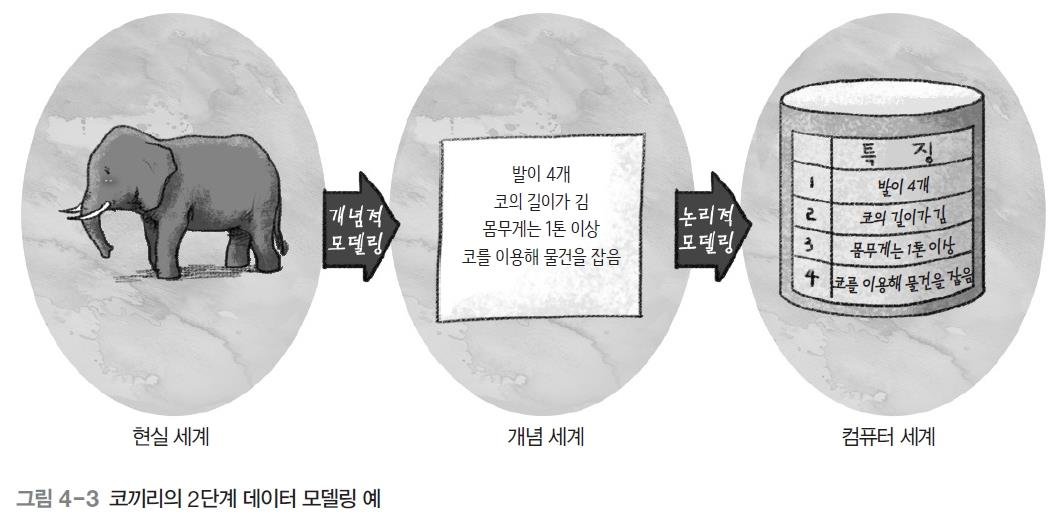 개념적
모델링
발이 4개
코의 길이가 김
몸무게는 1톤 이상
코를 이용해 물건을 잡음
논리적
모델링
특 징
1 발이 4개
2 코의 길이가 김
3 몸무게는 1톤 이상
4 코를 이용해 물건을 잡음
현실 세계
개념 세계
컴퓨터 세계
그림 4-3 코끼리의 2단계 데이터 모델링 예